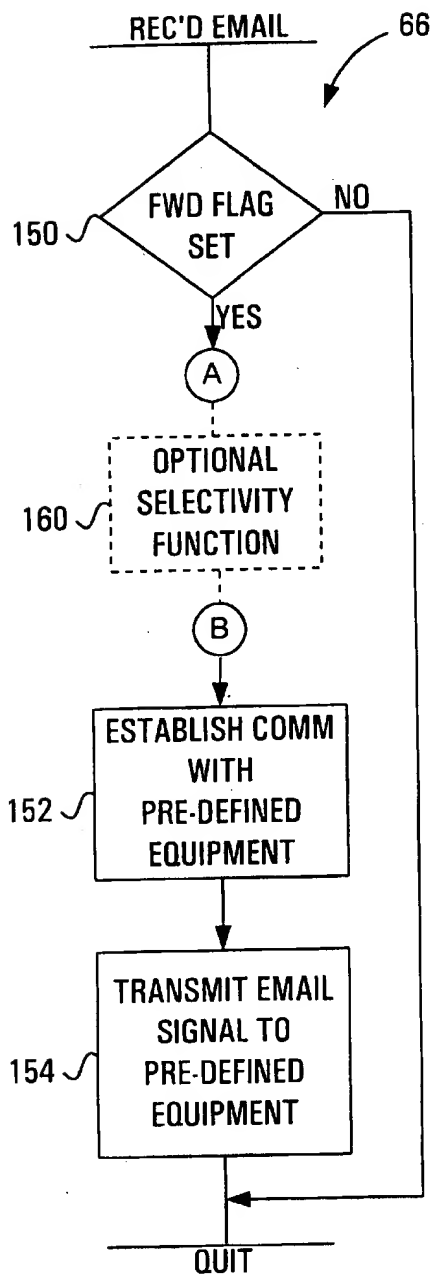 REC'D EMAIL
66
FWD FLAG
SET
NO
150
YES
A
OPTIONAL
SELECTIVITY
FUNCTION
160
B
ESTABLISH COMM
WITH
PRE-DEFINED
EQUIPMENT
152
TRANSMIT EMAIL
SIGNAL TO
PRE-DEFINED
EQUIPMENT
154
QUIT